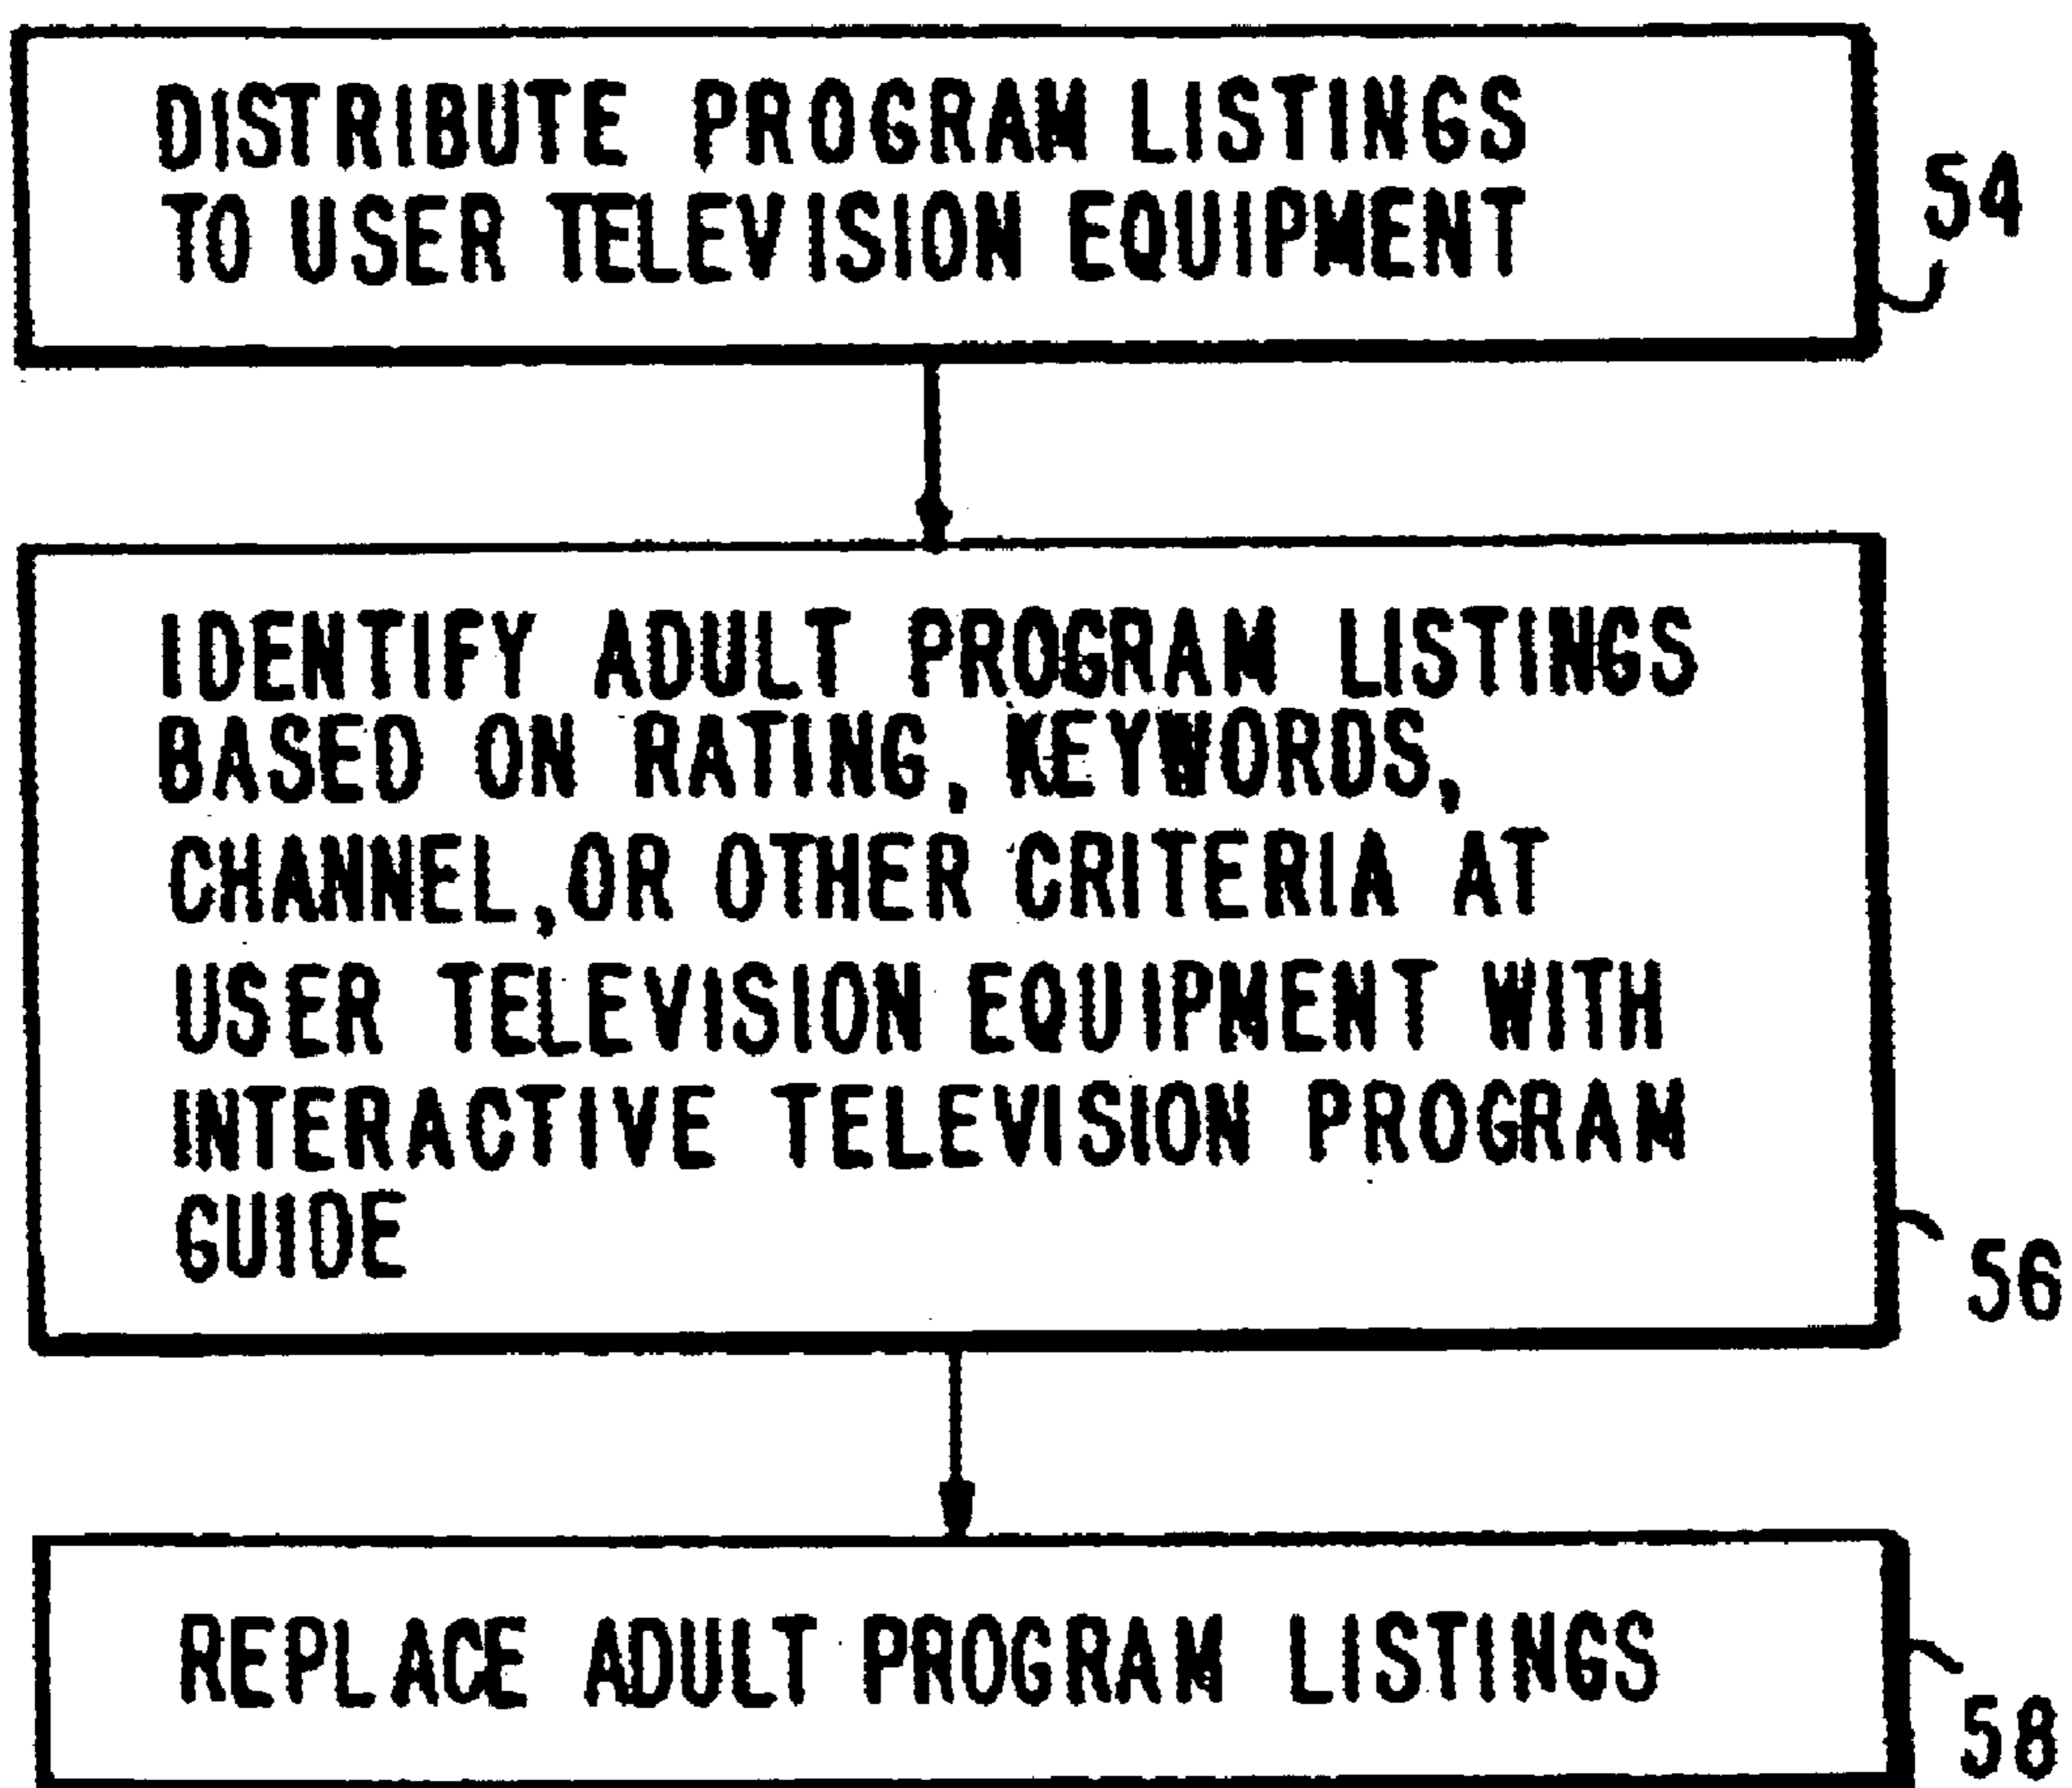 DISTRIBUTE PROGRAM LISTINGS
TO USER TELEVISION EQUIPMENT
54
IDENTIFY ADULT PROGRAM LISTINGS
BASED ON RATING, KEYWORDS,
CHANNEL, OR OTHER CRITERIA AT
USER TELEVISION EQUIPMENT WITH
INTERACTIVE TELEVISION PROGRAM
GUIDE
56
REPLACE ADULT PROGRAM LISTINGS
58